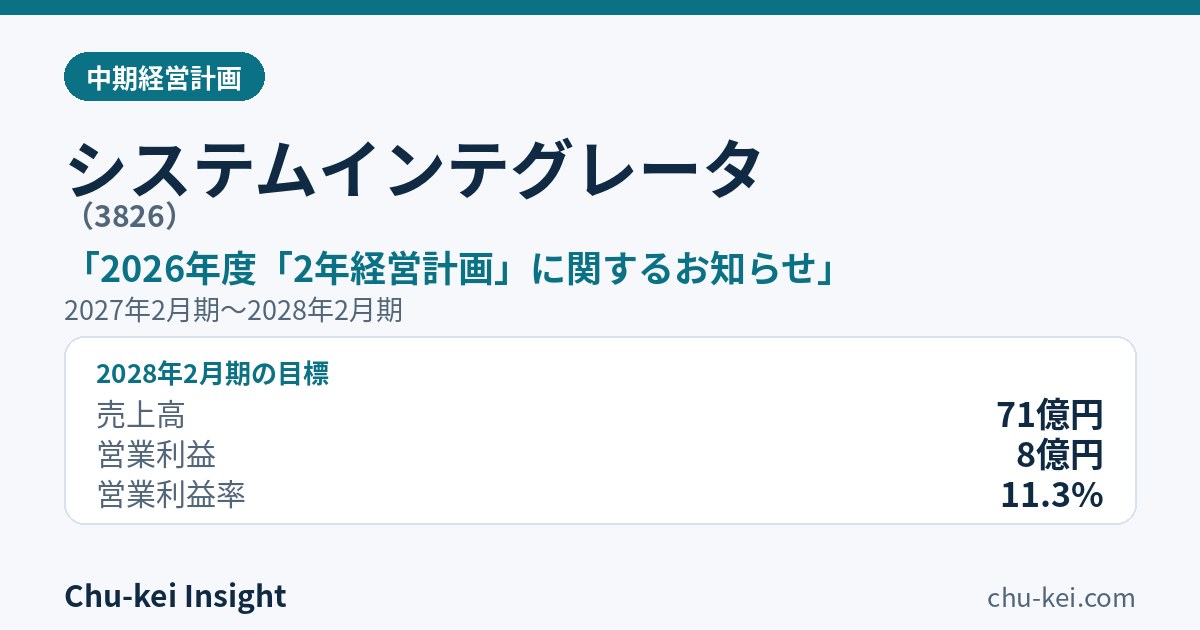 中期経営計画
システムインテグレータ
（3826）
「2026年度「2年経営計画」に関するお知らせ」
2027年2月期～2028年2月期
2028年2月期の目標
売上高 71億円
営業利益 8億円
営業利益率 11.3%
Chu-kei Insight chu-kei.com